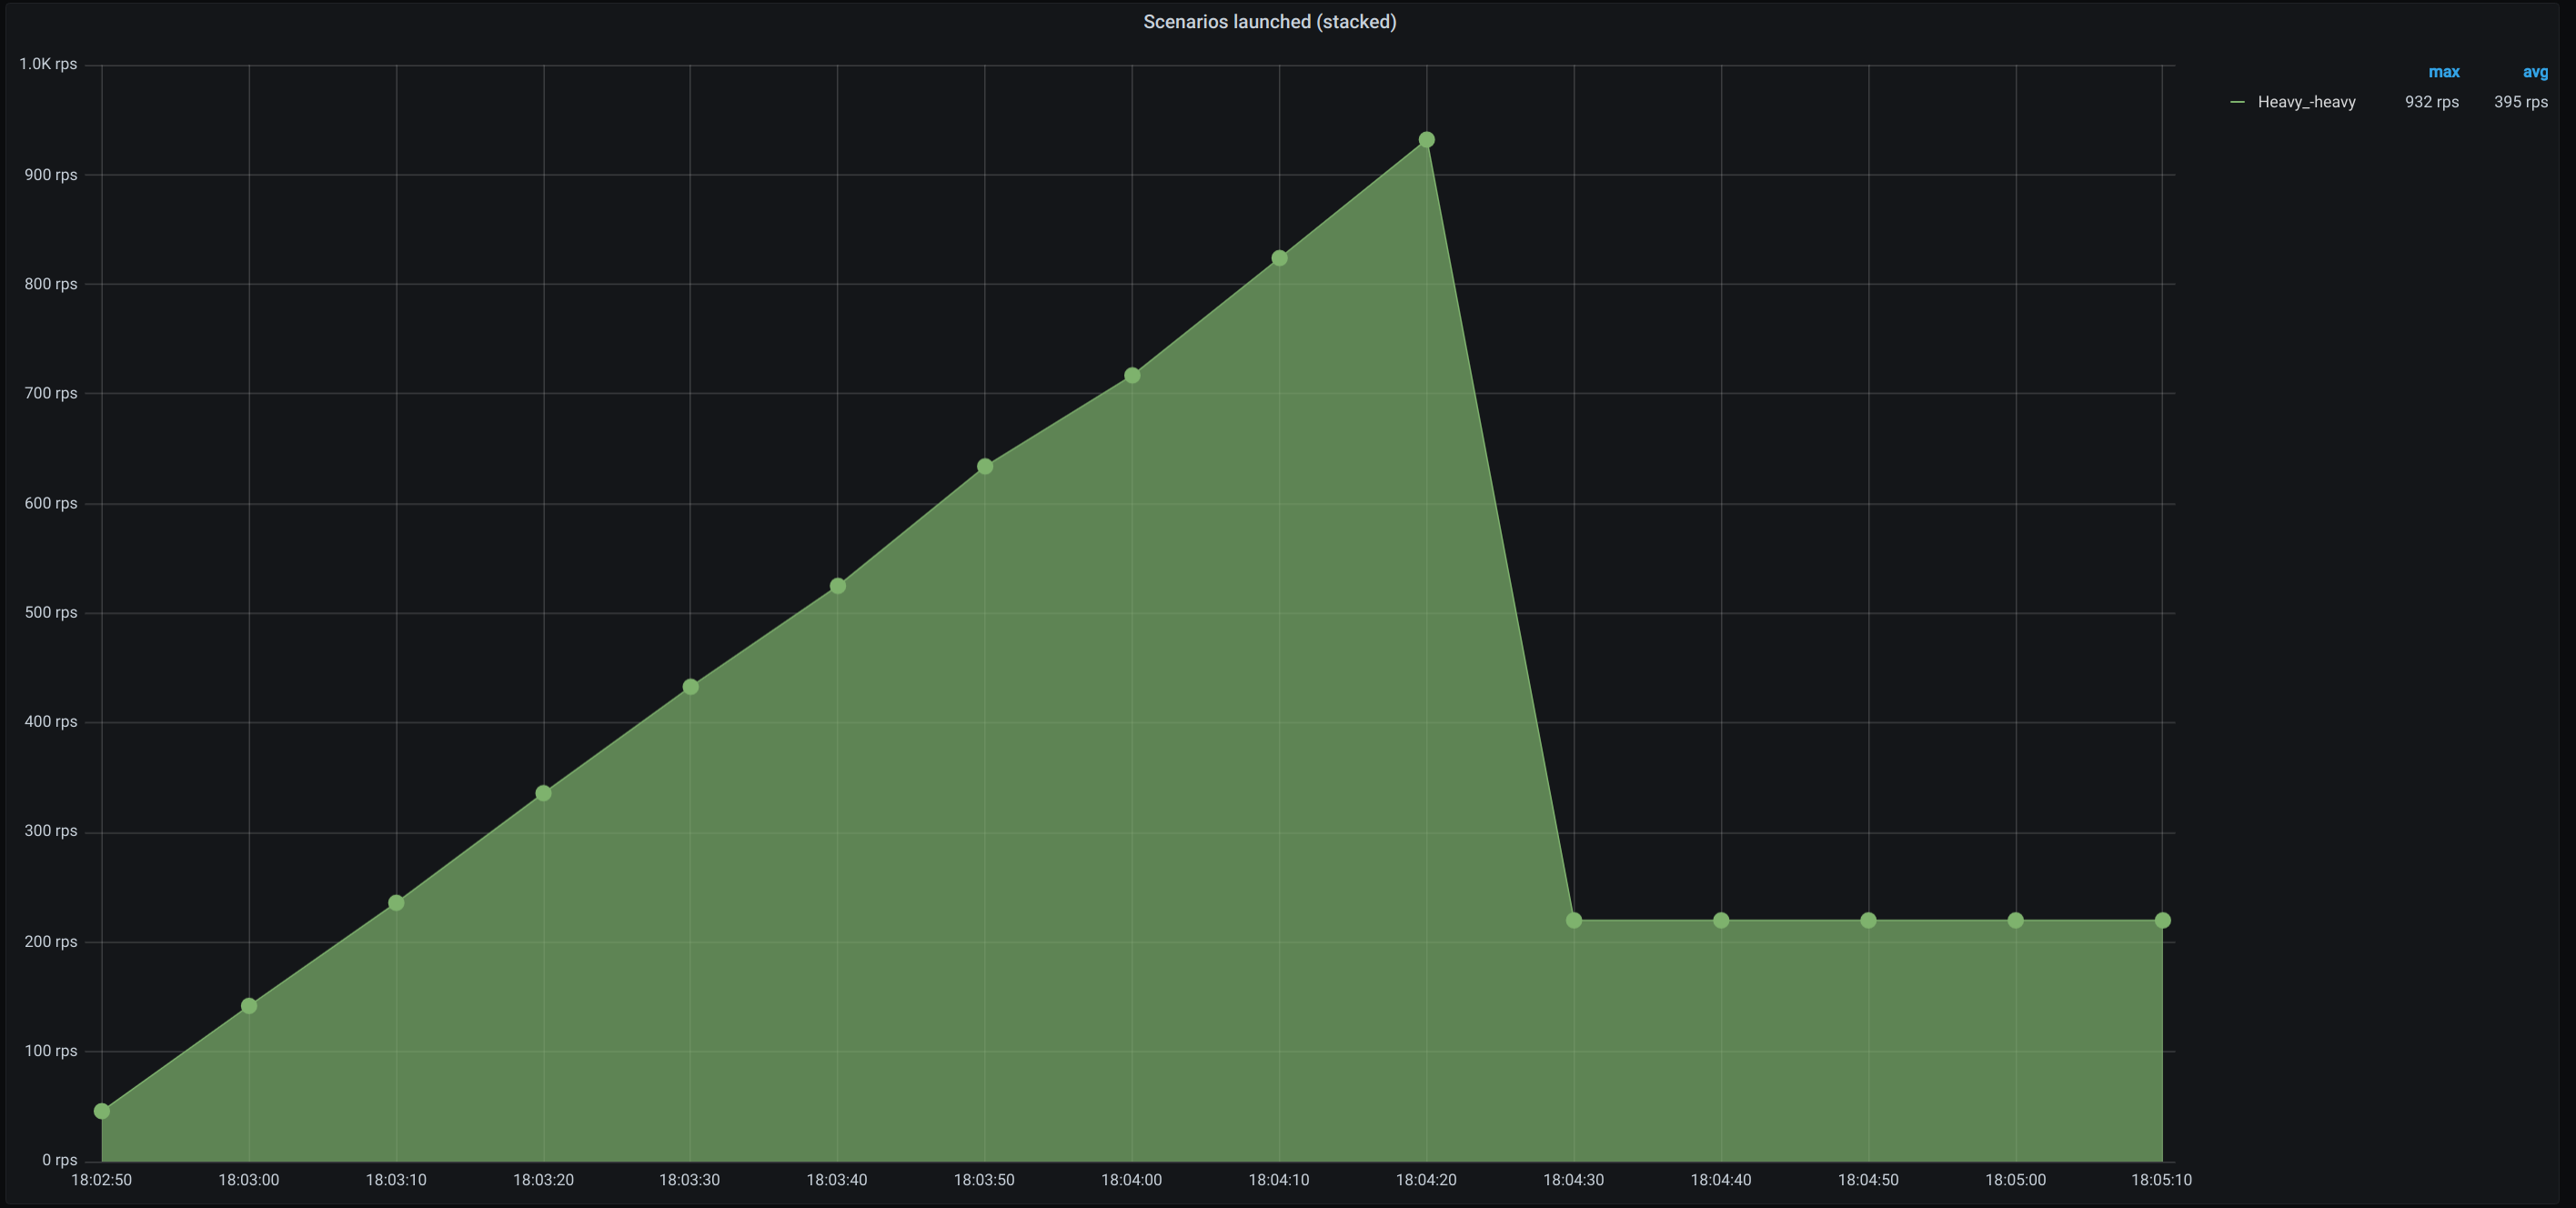 Scenarios launched (stacked)
1.0K rps
900 rps
800 rps
700 rps
600 rps
500 rps
400 rps
300 rps
200 rps
100 rps
0 rps
18:02:50 18:03:00 18:03:10 18:03:20 18:03:30 18:03:40 18:03:50 18:04:00 18:04:10 18:04:20 18:04:30 18:04:40 18:04:50 18:05:00 18:05:10
max avg
Heavy_-heavy 932 rps 395 rps